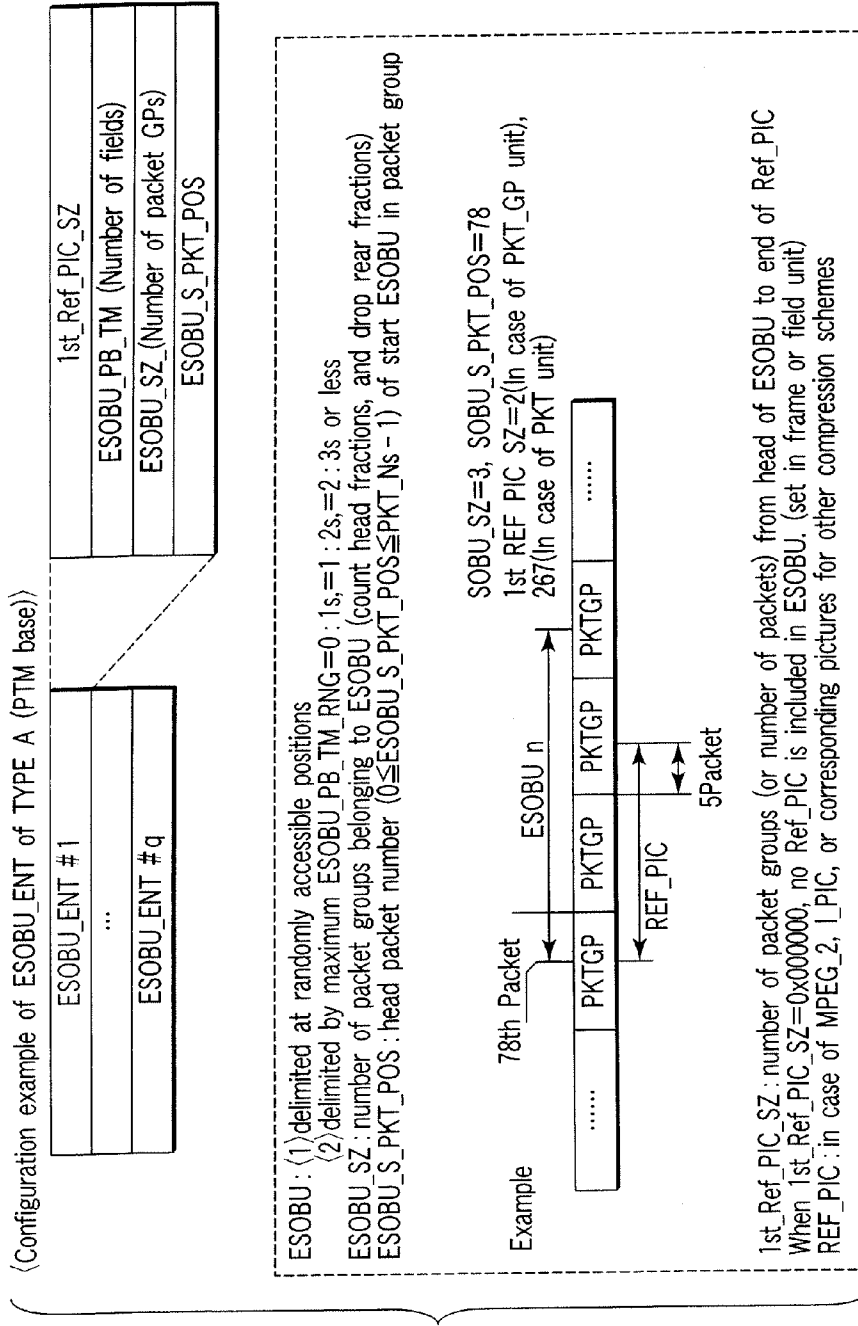 ⟨Configuration example of ESOBU_ENT of TYPE A (PTM base)⟩
ESOBU_ENT #1
...
ESOBU_ENT #q
1st_Ref_PIC_SZ
ESOBU_PB_TM (Number of fields)
ESOBU_SZ_(Number of packet GPs)
ESOBU_S_PKT_POS
ESOBU : ⟨1⟩delimited at randomly accessible positions
⟨2⟩delimited by maximum ESOBU_PB_TM_RNG=0 : 1s,=1 : 2s,=2 : 3s or less
ESOBU_SZ : number of packet groups belonging to ESOBU (count head fractions, and drop rear fractions)
ESOBU_S_PKT_POS : head packet number (0≦ESOBU_S_PKT_POS≦PKT_Ns−1) of start ESOBU in packet group
Example
78th Packet
ESOBU n
SOBU_SZ=3, SOBU_S_PKT_POS=78
1st REF PIC SZ=2(In case of PKT_GP unit),
267(In case of PKT unit)
...... PKTGP PKTGP PKTGP PKTGP ......
REF_PIC
5Packet
1st_Ref_PIC_SZ : number of packet groups (or number of packets) from head of ESOBU to end of Ref_PIC
When 1st_Ref_PIC_SZ=0x000000, no Ref_PIC is included in ESOBU. (set in frame or field unit)
REF_PIC : in case of MPEG_2, I_PIC, or corresponding pictures for other compression schemes